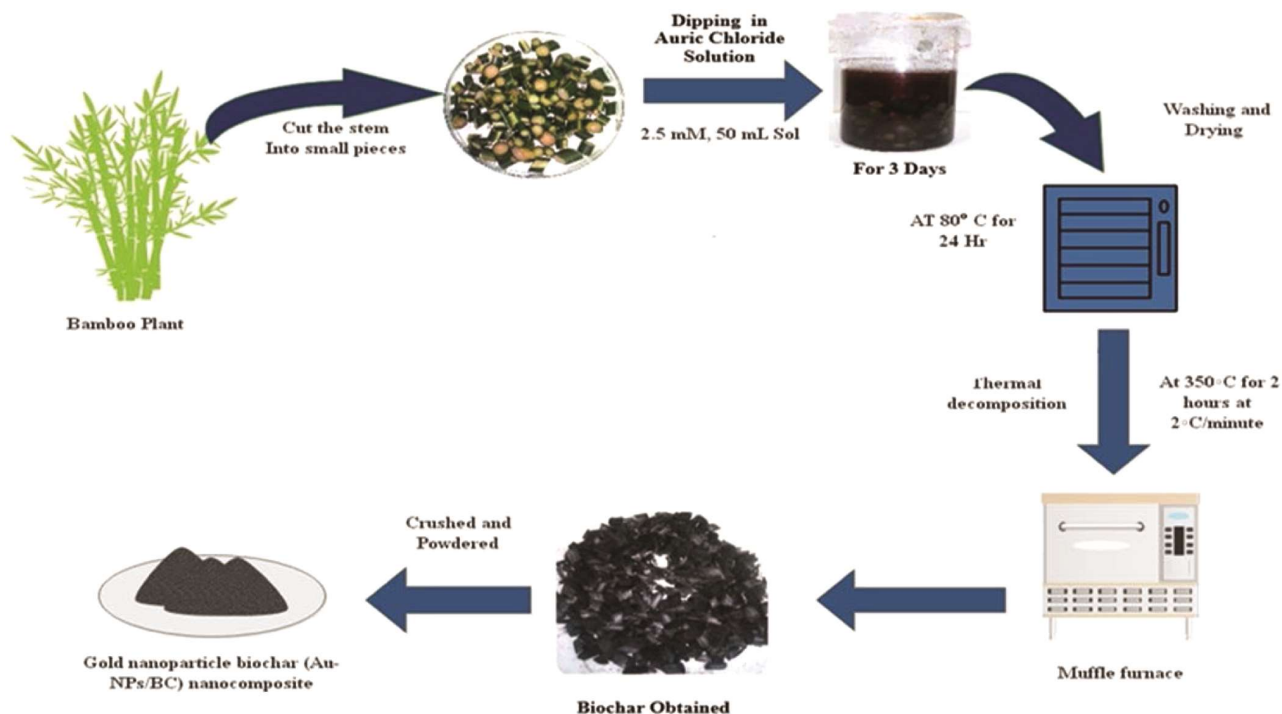 Bamboo Plant
Cut the stem
Into small pieces
Dipping in
Auric Chloride
Solution
2.5 mM, 50 mL Sol
For 3 Days
Washing and
Drying
AT 80° C for
24 Hr
Thermal
decomposition
At 350◦C for 2
hours at
2◦C/minute
Muffle furnace
Biochar Obtained
Crushed and
Powdered
Gold nanoparticle biochar (Au-
NPs/BC) nanocomposite